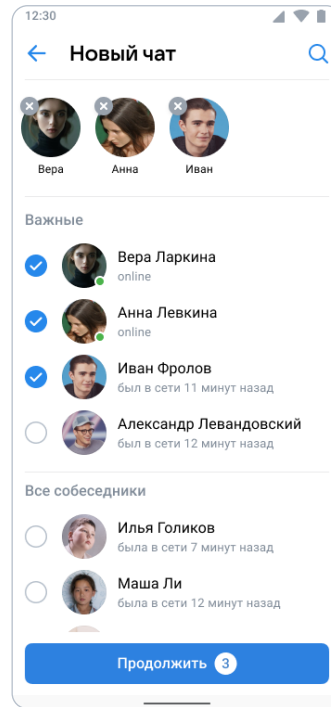 12:30
Новый чат
Вера Анна Иван
Важные
Вера Ларкина
online
Анна Левкина
online
Иван Фролов
был в сети 11 минут назад
Александр Левандовский
был в сети 12 минут назад
Все собеседники
Илья Голиков
была в сети 7 минут назад
Маша Ли
была в сети 12 минут назад
Продолжить 3